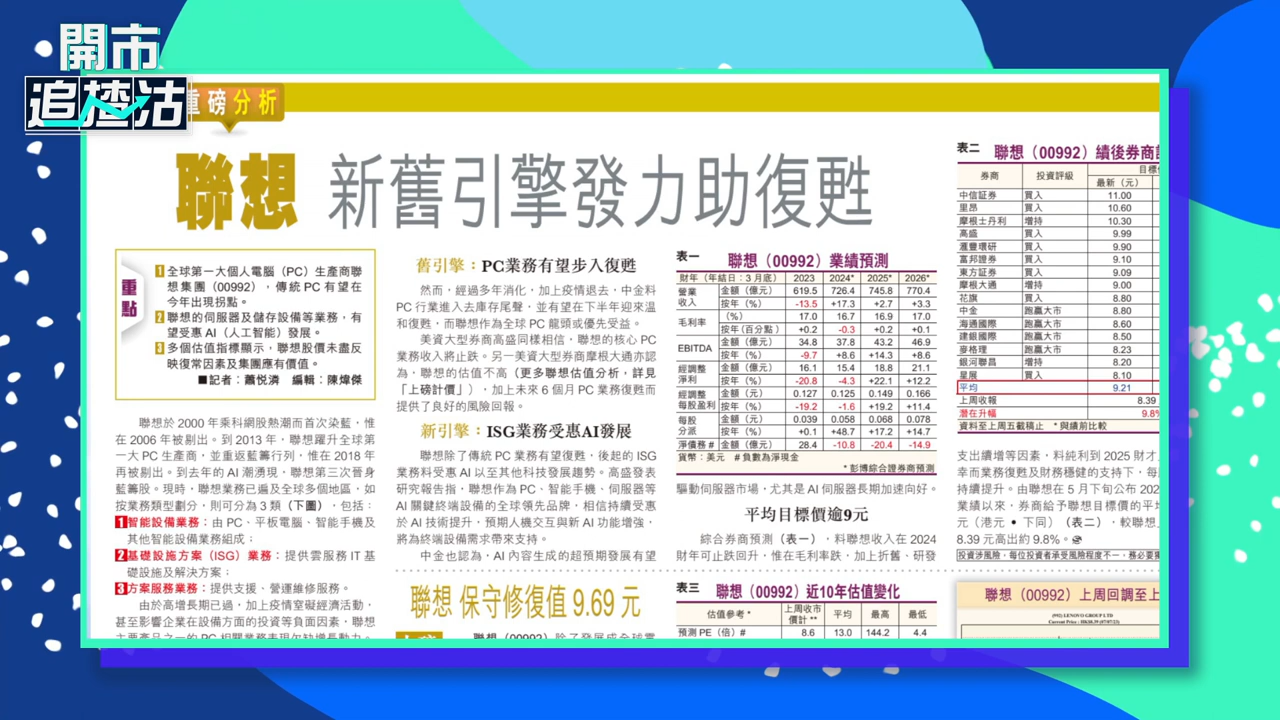 開市
追揸沽
重磅分析
聯想 新舊引擎發力助復甦
重點
1 全球第一大個人電腦（PC）生產商聯
想集團（00992），傳統PC有望在
今年出現拐點。
2 聯想的伺服器及儲存設備等業務，有
望受惠AI（人工智能）發展。
3 多個估值指標顯示，聯想股價未盡反
映復常因素及集團應有價值。
■記者：蕭悅濱　編輯：陳煒傑
聯想於2000年乘科網股熱潮而首次染藍，惟
在2006年被剔出。到2013年，聯想躍升全球第
一大PC生產商，並重返藍籌行列，惟在2018年
再被剔出。到去年的AI潮湧現，聯想第三次晉身
藍籌股。現時，聯想業務已遍及全球多個地區，如
按業務類型劃分，則可分為3類（下圖），包括：
1 智能設備業務：由PC、平板電腦、智能手機及
其他智能設備業務組成；
2 基礎設施方案（ISG）業務：提供雲服務IT基
礎設施及解決方案；
3 方案服務業務：提供支援、營運維修服務。
由於高增長期已過，加上疫情窒礙經濟活動，
甚至影響企業在設備方面的投資等負面因素，聯想
主要產品之一的PC相關業務表現欠缺增長動力。
舊引擎：PC業務有望步入復甦
然而，經過多年消化，加上疫情退去，中金料
PC行業進入去庫存尾聲，並有望在下半年迎來溫
和復甦，而聯想作為全球PC龍頭或優先受益。
美資大型券商高盛同樣相信，聯想的核心PC
業務收入將止跌。另一美資大型券商摩根大通亦認
為，聯想的估值不高（更多聯想估值分析，詳見
「上磅計價」），加上未來6個月PC業務復甦而
提供了良好的風險回報。
新引擎：ISG業務受惠AI發展
聯想除了傳統PC業務有望復甦，後起的ISG
業務料受惠AI以至其他科技發展趨勢。高盛發表
研究報告指，聯想作為PC、智能手機、伺服器等
AI關鍵終端設備的全球領先品牌，相信持續受惠
於AI技術提升，預期人機交互與新AI功能增強，
將為終端設備需求帶來支持。
中金也認為，AI內容生成的超預期發展有望
聯想 保守修復值9.69元
表一 聯想（00992）業績預測
財年（年結日：3月底） 2023 2024* 2025* 2026*
營業收入 金額（億元） 619.5 726.4 745.8 770.4
按年（%） -13.5 +17.3 +2.7 +3.3
毛利率 （%） 17.0 16.7 16.9 17.0
按年（百分點） +0.2 -0.3 +0.2 +0.1
EBITDA 金額（億元） 34.8 37.8 43.2 46.9
按年（%） -9.7 +8.6 +14.3 +8.6
經調整淨利 金額（億元） 16.1 15.4 18.8 21.1
按年（%） -20.8 -4.3 +22.1 +12.2
經調整每股盈利 金額（元） 0.127 0.125 0.149 0.166
按年（%） -19.2 -1.6 +19.2 +11.4
每股分派 金額（元） 0.039 0.058 0.068 0.078
按年（%） +0.1 +48.7 +17.2 +14.7
淨債務# 金額（億元） 28.4 -10.8 -20.4 -14.9
貨幣：美元　#負數為淨現金
*彭博綜合證券商預測
驅動伺服器市場，尤其是AI伺服器長期加速向好。
平均目標價逾9元
綜合券商預測（表一），料聯想收入在2024
財年可止跌回升，惟在毛利率跌，加上折舊、研發
表三 聯想（00992）近10年估值變化
估值參考* 上周收市價計** 平均 最高 最低
預測PE（倍）# 8.6 13.0 144.2 4.4
表二 聯想（00992）績後券商
券商 投資評級 目標
最新（元）
中信証券 買入 11.00
里昂 買入 10.60
摩根士丹利 增持 10.30
高盛 買入 9.99
滙豐環研 買入 9.90
富邦證券 買入 9.10
東方証券 買入 9.09
摩根大通 增持 9.00
花旗 買入 8.80
中金 跑贏大市 8.80
海通國際 跑贏大市 8.60
建銀國際 跑贏大市 8.50
麥格理 跑贏大市 8.23
銀河聯昌 增持 8.20
星展 買入 8.10
平均 9.21
上周收報 8.39
潛在升幅 9.8%
資料至上周五截稿止　*與績前比較
支出續增等因素，料純利到2025財才
幸而業務復甦及財務穩健的支持下，每
持續提升。由聯想在5月下旬公布202
業績以來，券商給予聯想目標價的平均
元（港元•下同）（表二），較聯想
8.39元高出約9.8%。
投資涉風險，每位投資者承受風險程度不一，務必要
聯想（00992）上周回調至上
(992) LENOVO GROUP LTD
Current Price : HK$8.39 (07/07/23)